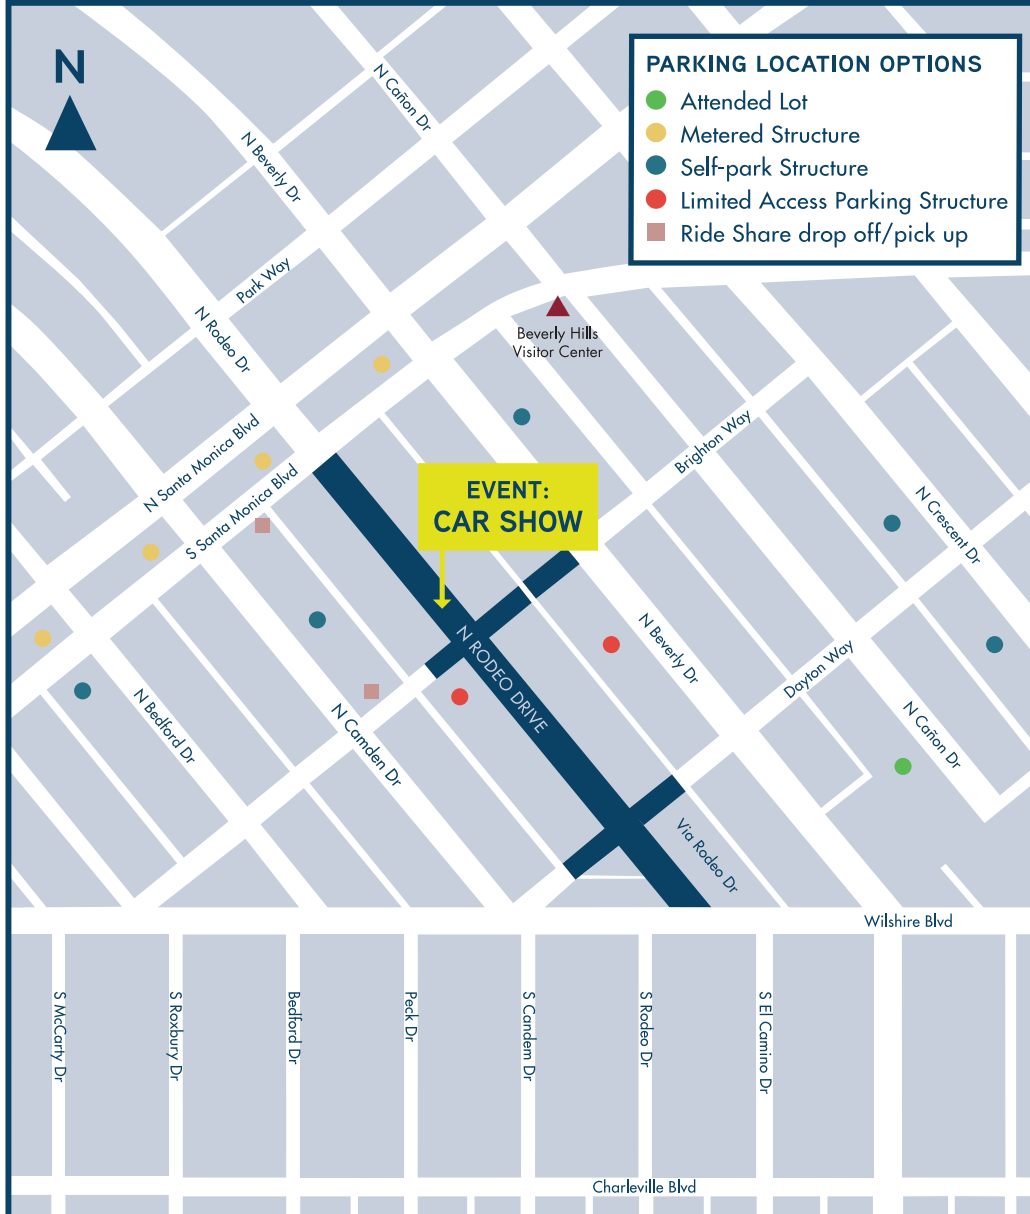 N
PARKING LOCATION OPTIONS
Attended Lot
Metered Structure
Self-park Structure
Limited Access Parking Structure
Ride Share drop off/pick up
N Cañon Dr
N Beverly Dr
Park Way
N Rodeo Dr
Beverly Hills
Visitor Center
N Santa Monica Blvd
S Santa Monica Blvd
Brighton Way
EVENT:
CAR SHOW
N Crescent Dr
N RODEO DRIVE
N Beverly Dr
Dayton Way
N Bedford Dr
N Camden Dr
N Cañon Dr
Via Rodeo Dr
Wilshire Blvd
S McCarty Dr
S Roxbury Dr
Bedford Dr
Peck Dr
S Candem Dr
S Rodeo Dr
S El Camino Dr
Charleville Blvd